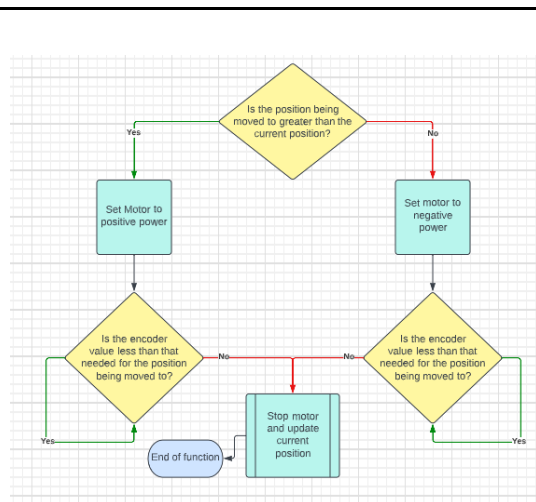 Is the position being
moved to greater than the
current position?
Yes
No
Set Motor to
positive power
Set motor to
negative
power
Is the encoder
value less than that
needed for the position
being moved to?
Is the encoder
value less than that
needed for the position
being moved to?
No
No
Stop motor
and update
current
position
Yes
Yes
End of function